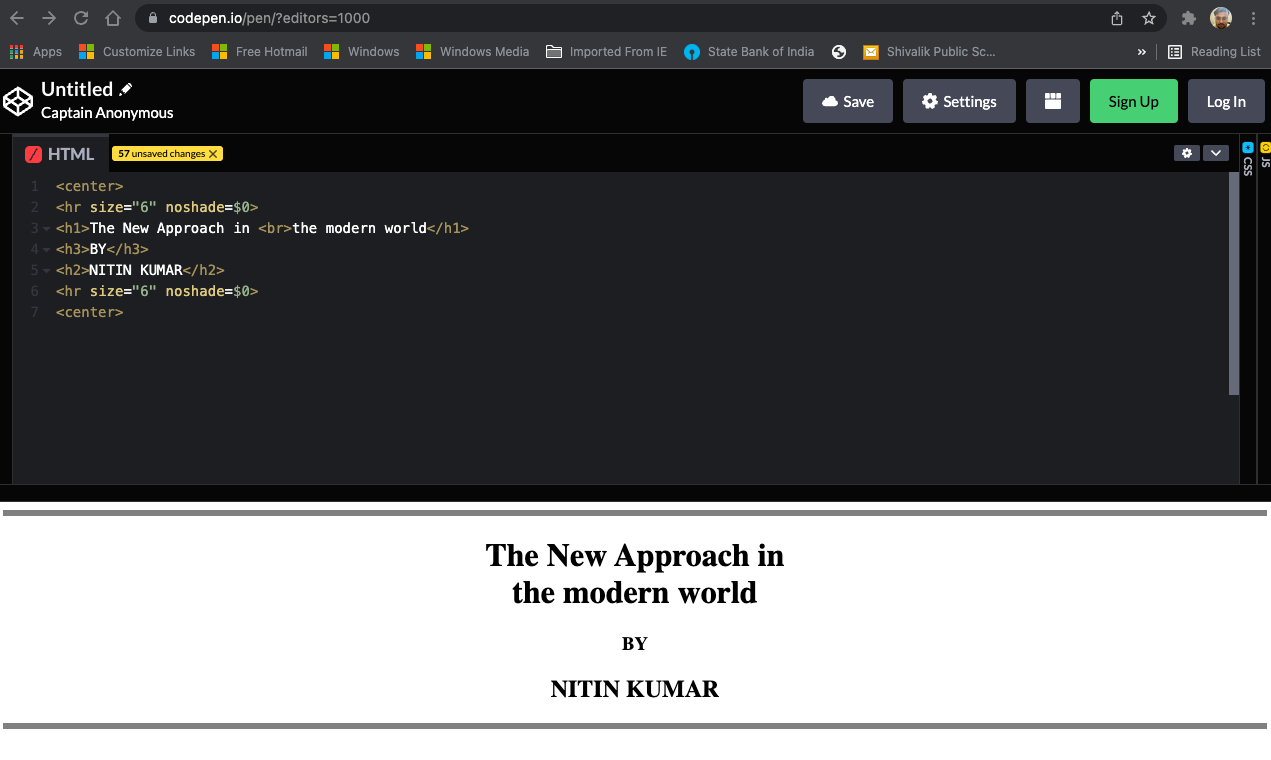 codepen.io/pen/?editors=1000
Apps Customize Links Free Hotmail Windows Windows Media Imported From IE State Bank of India Shivalik Public Sc... » Reading List
Untitled
Captain Anonymous
Save Settings Sign Up Log In
HTML 57 unsaved changes X
CSS
JS
1 <center>
2 <hr size="6" noshade=$0>
3 <h1>The New Approach in <br>the modern world</h1>
4 <h3>BY</h3>
5 <h2>NITIN KUMAR</h2>
6 <hr size="6" noshade=$0>
7 <center>
The New Approach in
the modern world
BY
NITIN KUMAR